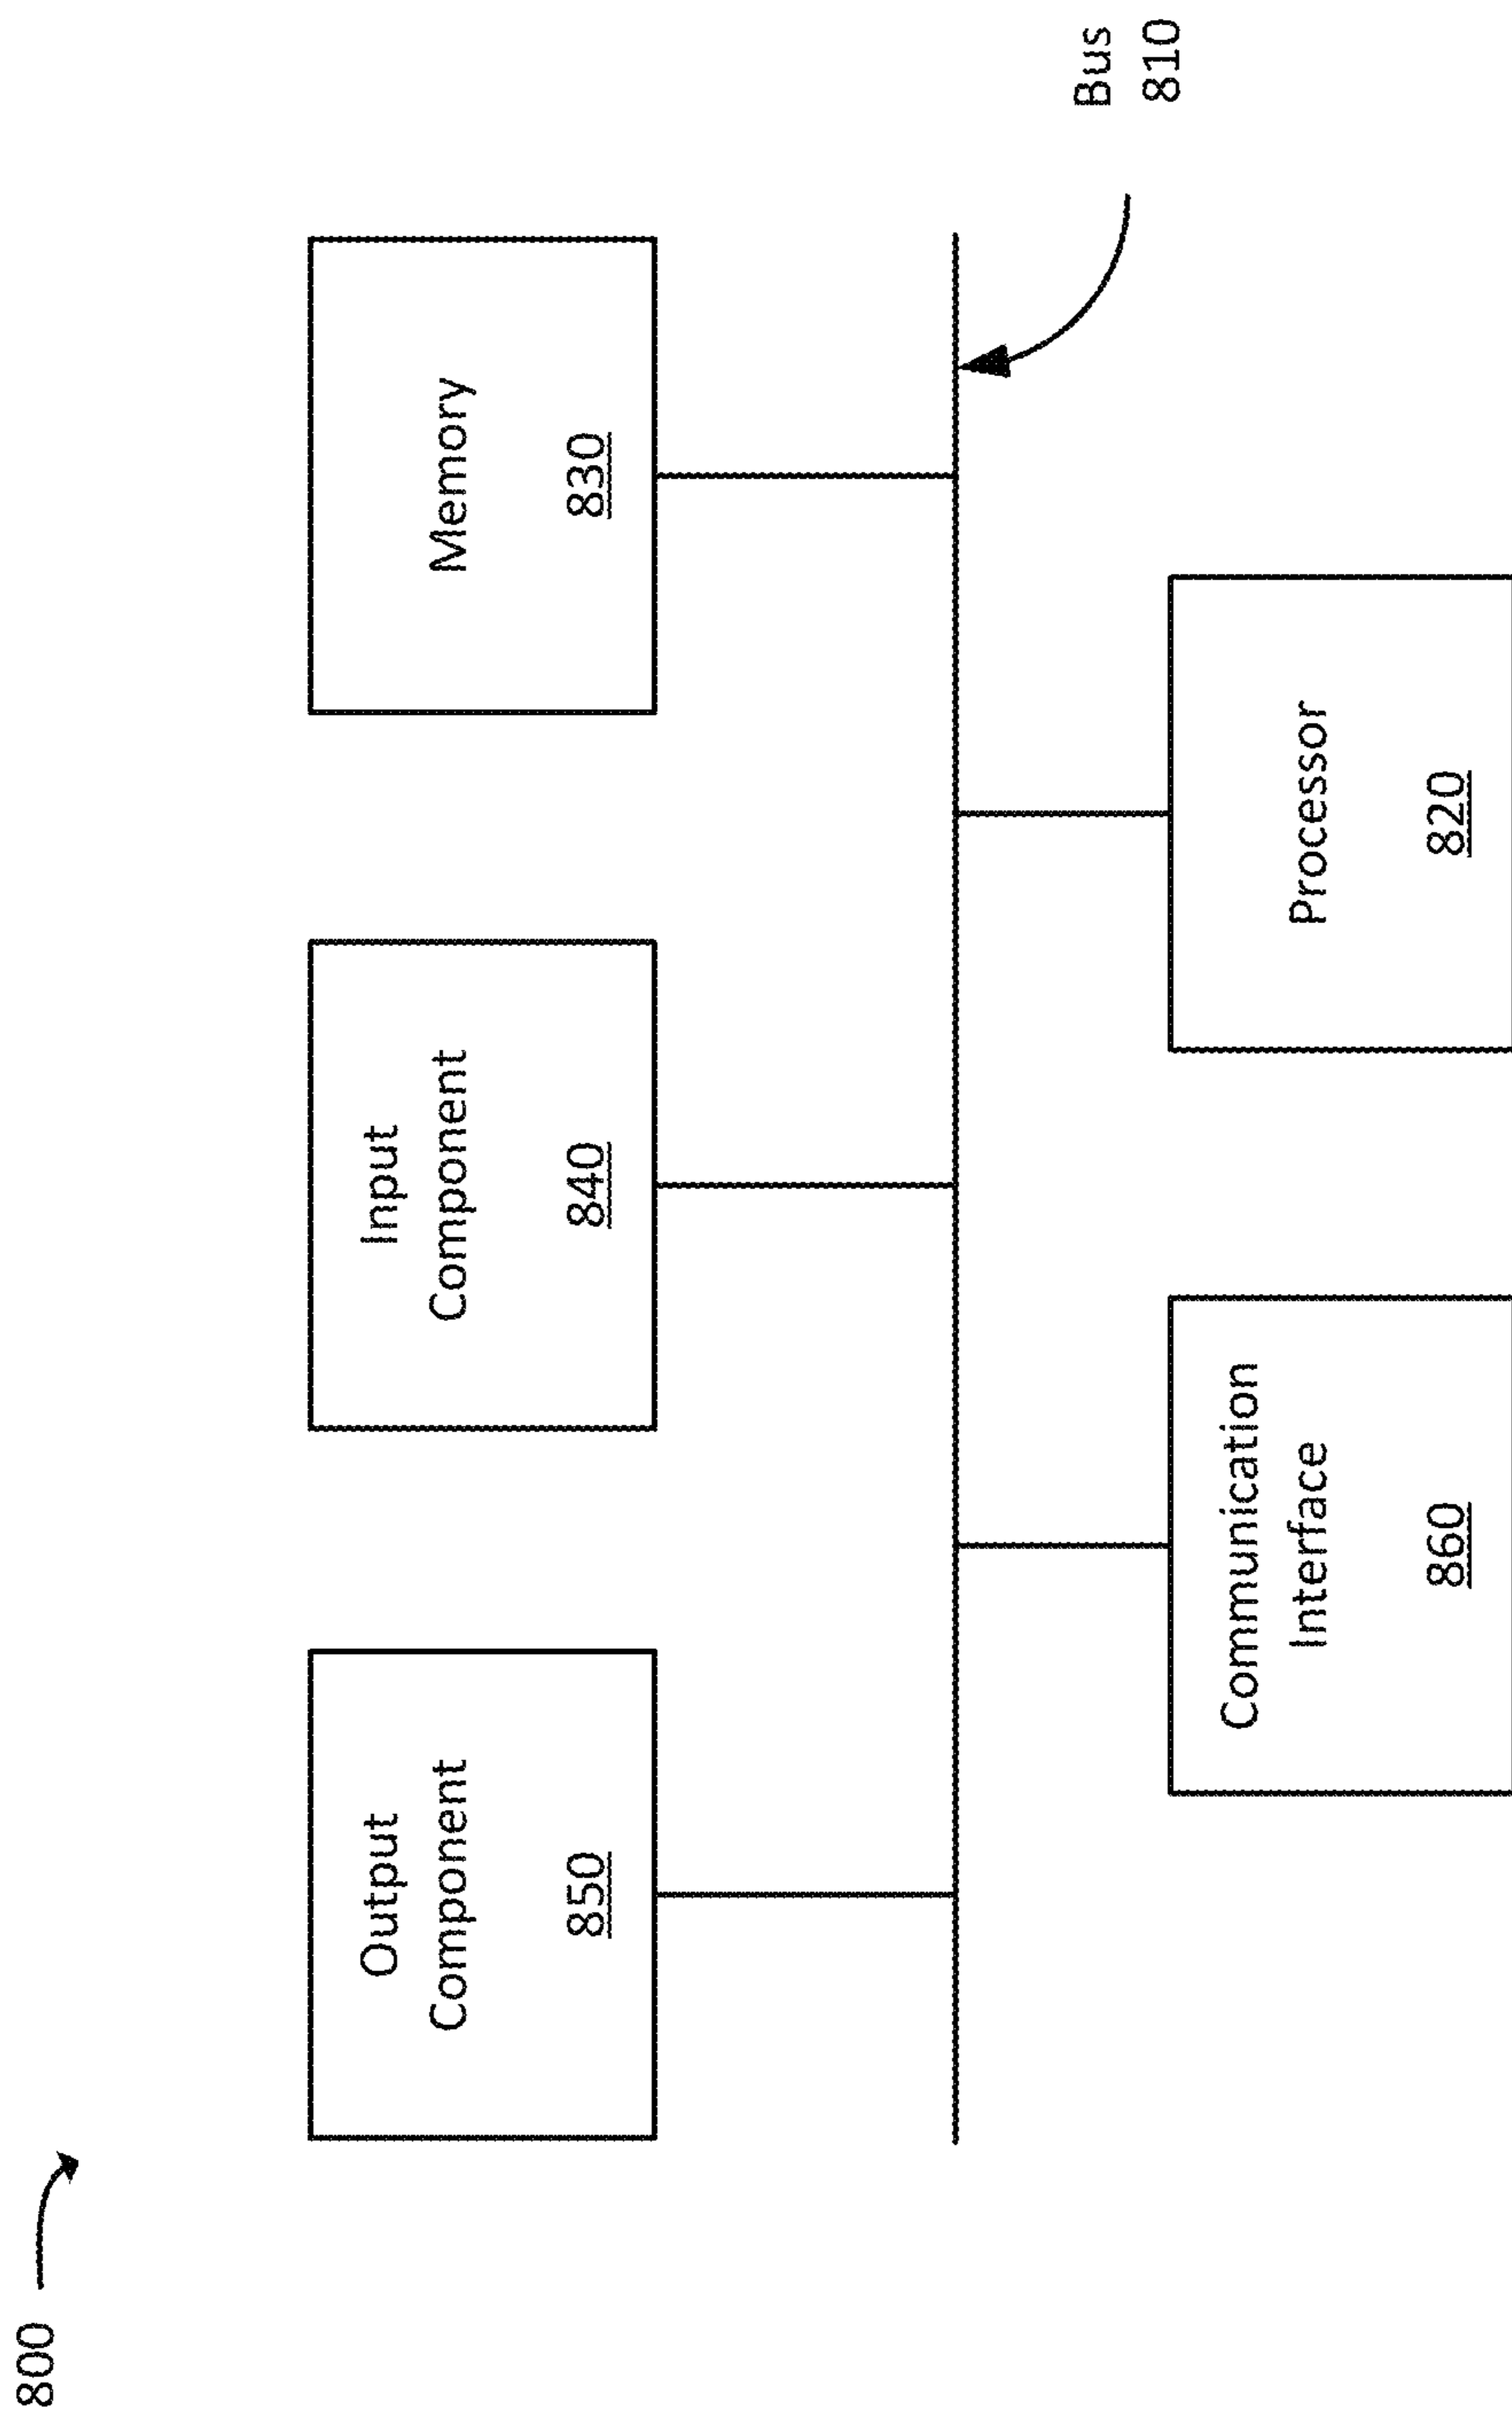 800
Output
Component
850
Input
Component
840
Memory
830
Bus
810
Communication
Interface
860
Processor
820